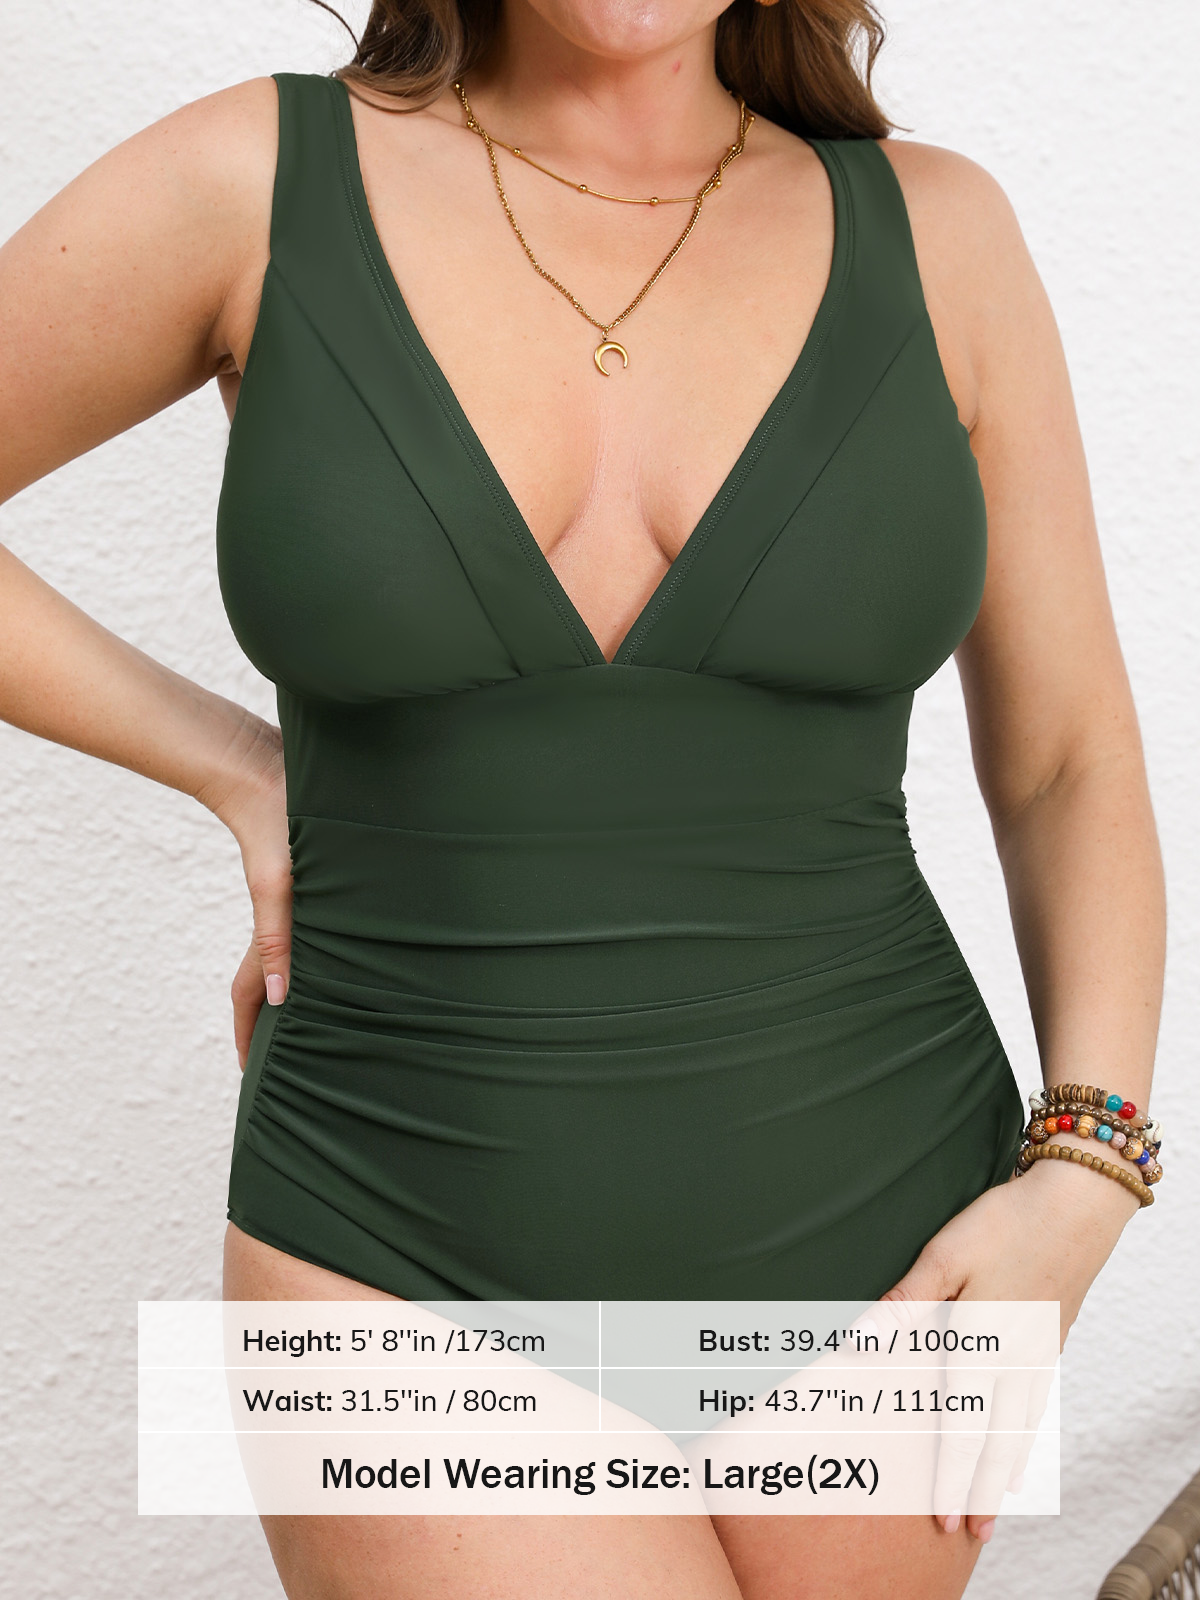 Height: 5' 8''in /173cm
Bust: 39.4''in / 100cm
Waist: 31.5''in / 80cm
Hip: 43.7''in / 111cm
Model Wearing Size: Large(2X)